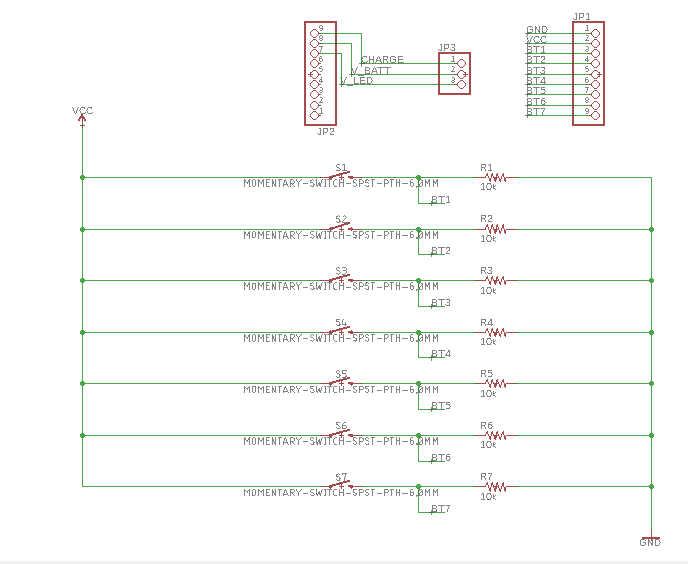 JP2
9
8
7
6
5
4
3
2
1
CHARGE
V_BATT
V_LED
JP3
1
2
3
JP1
GND 1
VCC 2
BT1 3
BT2 4
BT3 5
BT4 6
BT5 7
BT6 8
BT7 9
VCC
S1 R1
MOMENTARY-SWITCH-SPST-PTH-6.0MM 10k
BT1
S2 R2
MOMENTARY-SWITCH-SPST-PTH-6.0MM 10k
BT2
S3 R3
MOMENTARY-SWITCH-SPST-PTH-6.0MM 10k
BT3
S4 R4
MOMENTARY-SWITCH-SPST-PTH-6.0MM 10k
BT4
S5 R5
MOMENTARY-SWITCH-SPST-PTH-6.0MM 10k
BT5
S6 R6
MOMENTARY-SWITCH-SPST-PTH-6.0MM 10k
BT6
S7 R7
MOMENTARY-SWITCH-SPST-PTH-6.0MM 10k
BT7
GND